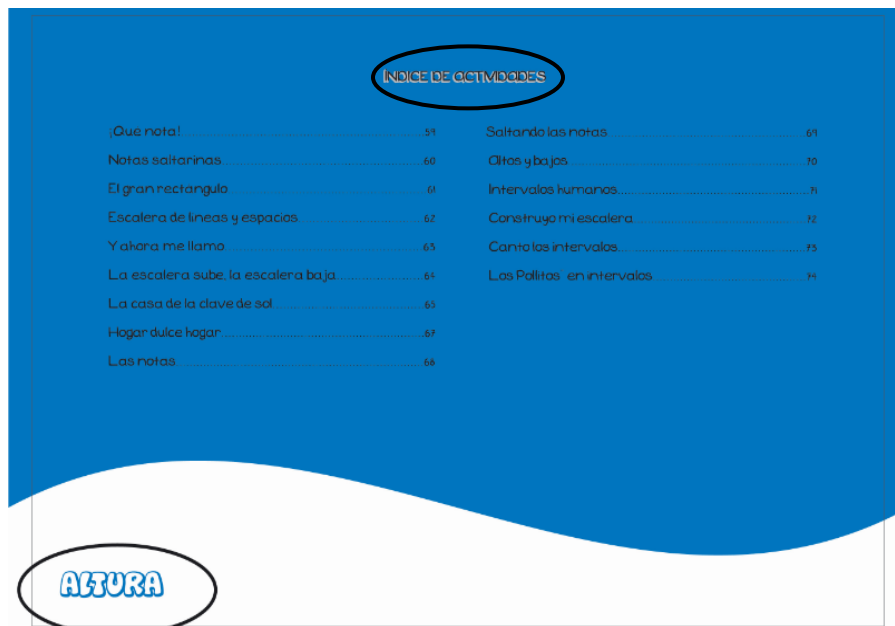 ÍNDICE DE ACTIVIDADES
¡Que nota! 59
Notas saltarinas 60
El gran rectangulo 61
Escalera de lineas y espacios 62
Y ahora me llamo 63
La escalera sube, la escalera baja 64
La casa de la clave de sol 65
Hogar dulce hogar 67
Las notas 68
Saltando las notas 69
Altos y bajos 70
Intervalos humanos 71
Construyo mi escalera 72
Canto los intervalos 73
Los Pollitos en intervalos 74
ALTURA